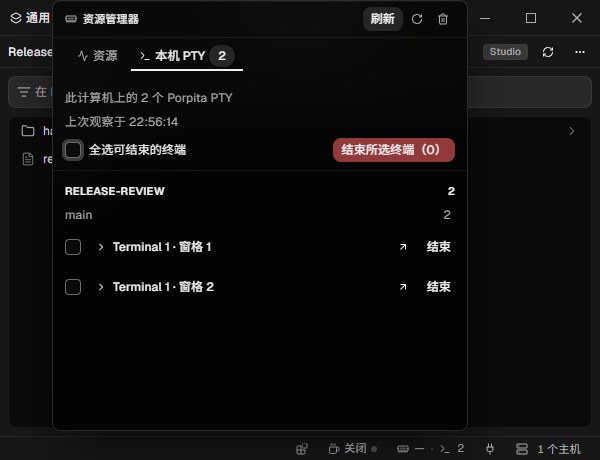 通用
资源管理器
刷新
Release
资源
本机 PTY
2
Studio
此计算机上的 2 个 Porpita PTY
上次观察于 22:56:14
在
全选可结束的终端
结束所选终端（0）
ha
re
RELEASE-REVIEW
2
main
2
Terminal 1 · 窗格 1
结束
Terminal 1 · 窗格 2
结束
关闭
— ·
2
1 个主机